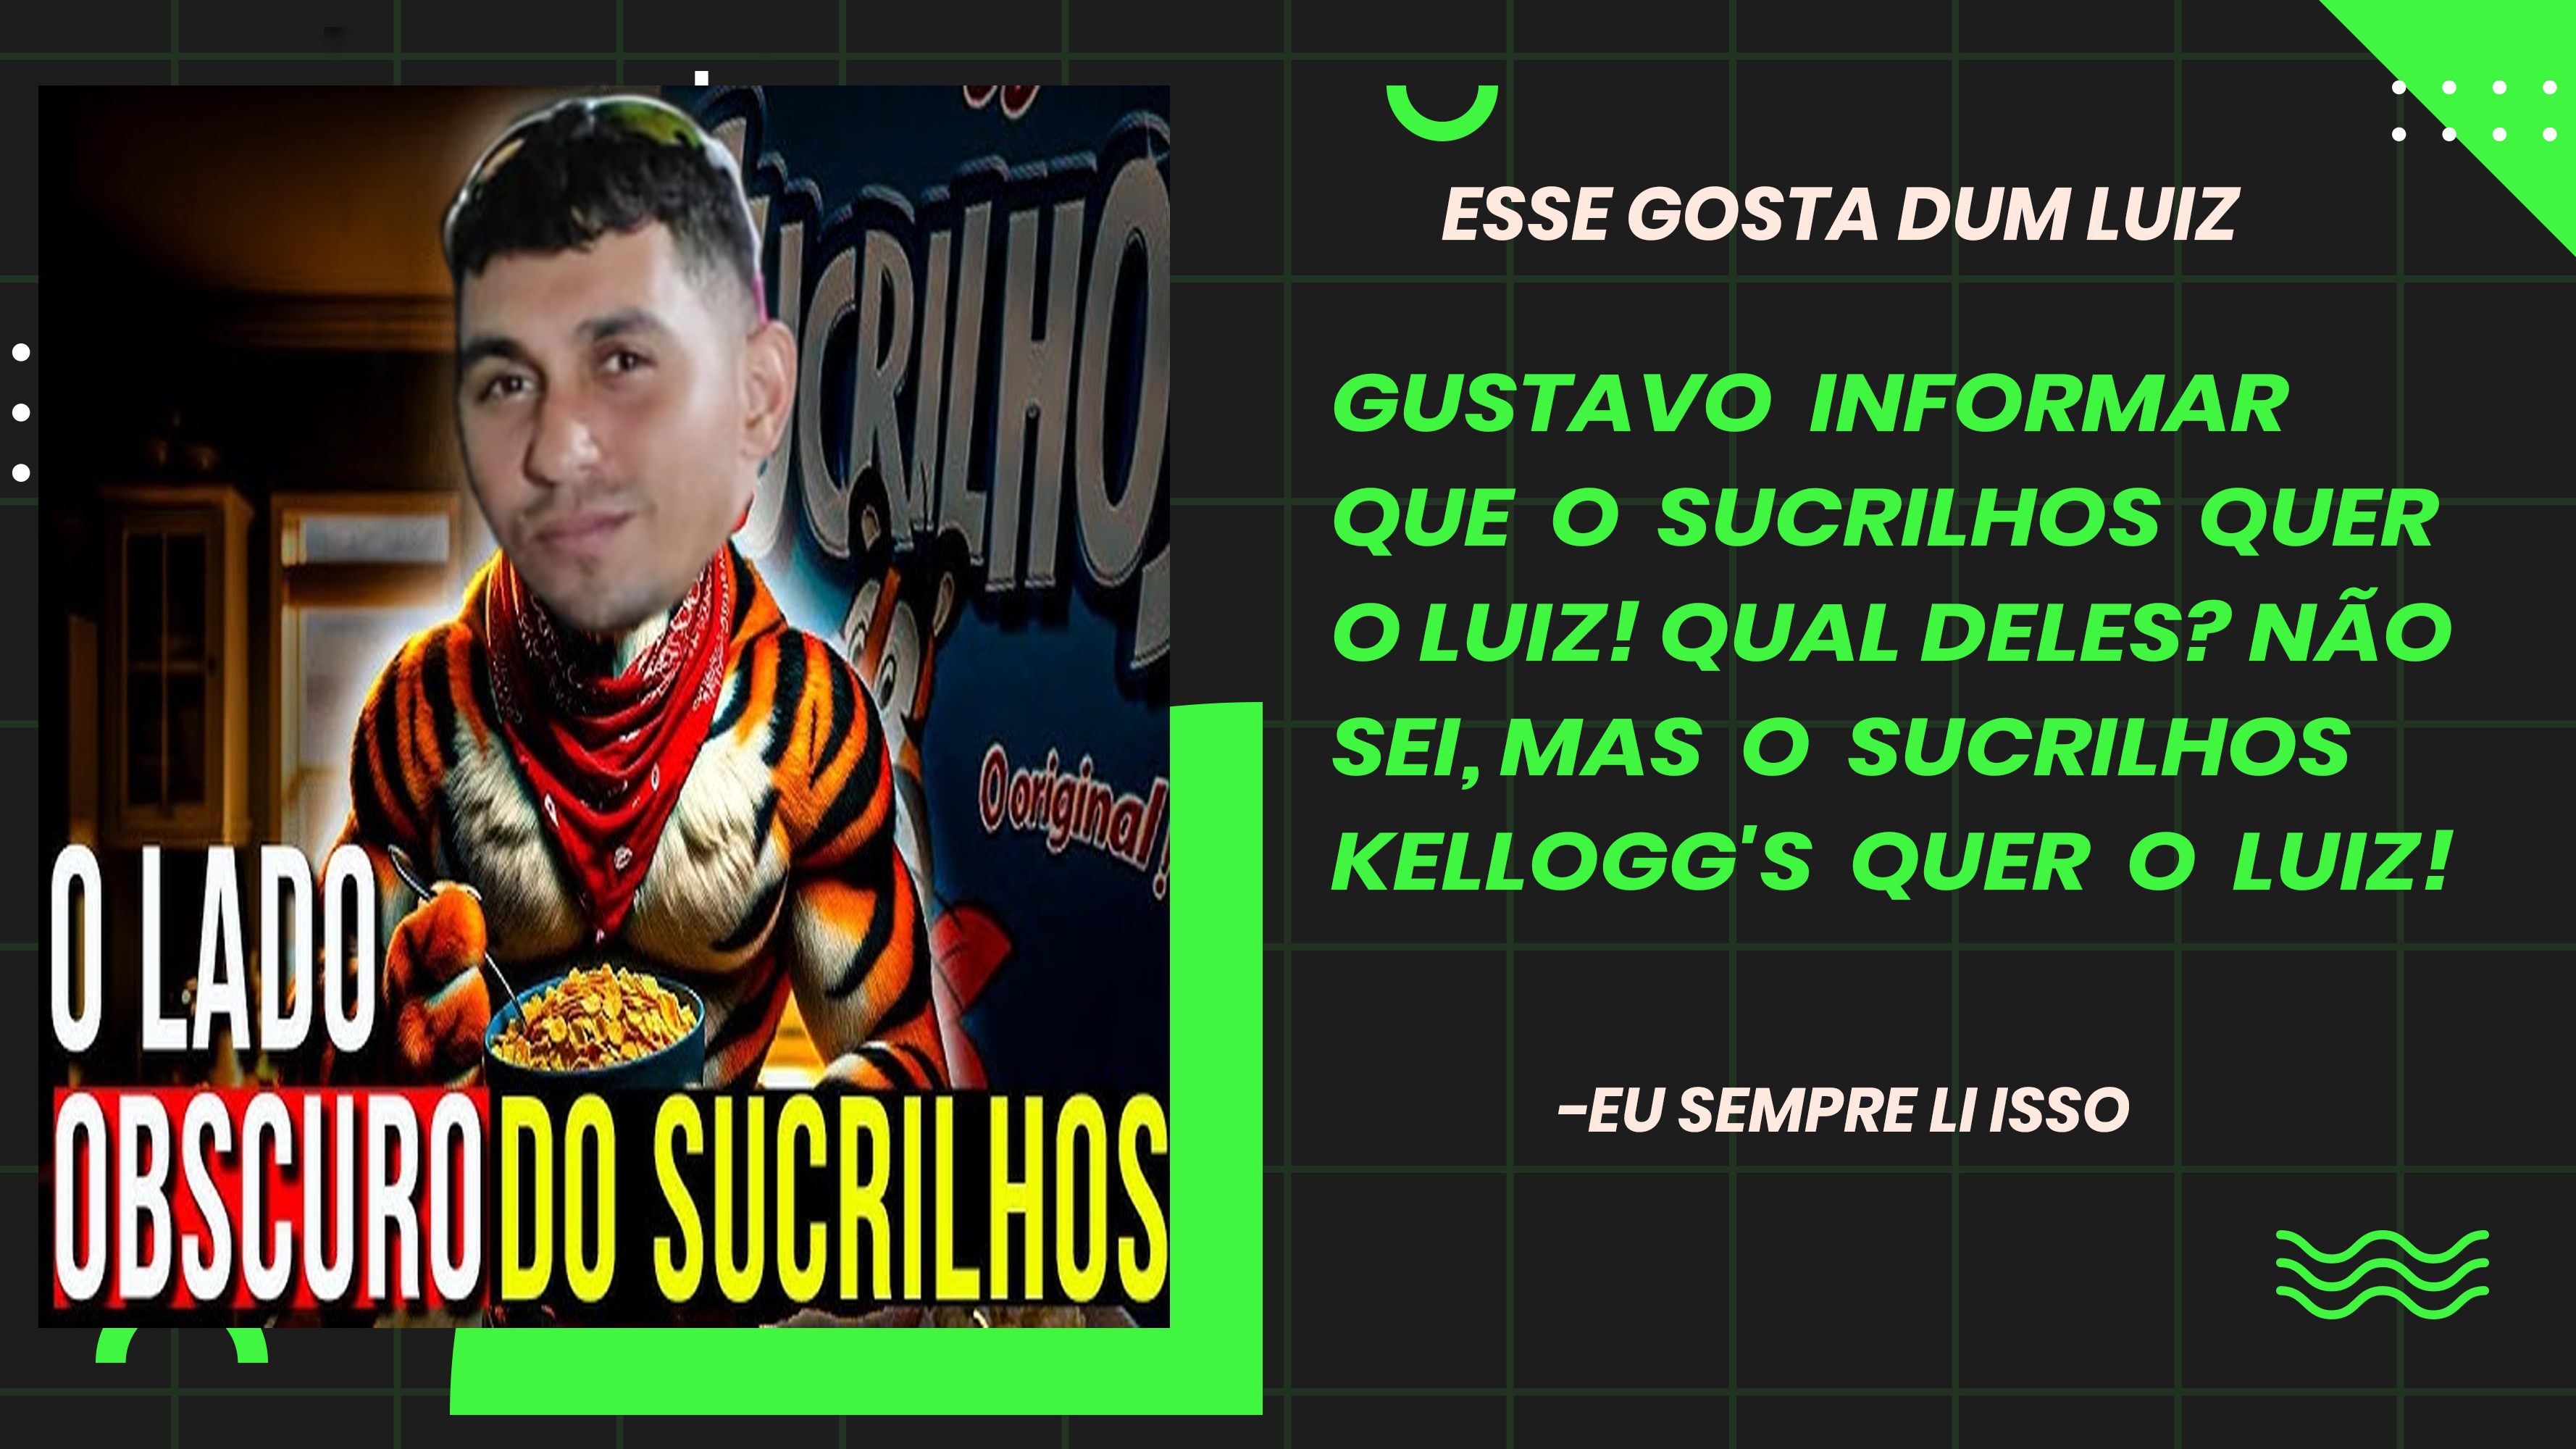 SUCRILHO
O original!
O LADO
OBSCURO DO SUCRILHOS
ESSE GOSTA DUM LUIZ
GUSTAVO INFORMAR
QUE O SUCRILHOS QUER
O LUIZ! QUAL DELES? NÃO
SEI, MAS O SUCRILHOS
KELLOGG'S QUER O LUIZ!
-EU SEMPRE LI ISSO